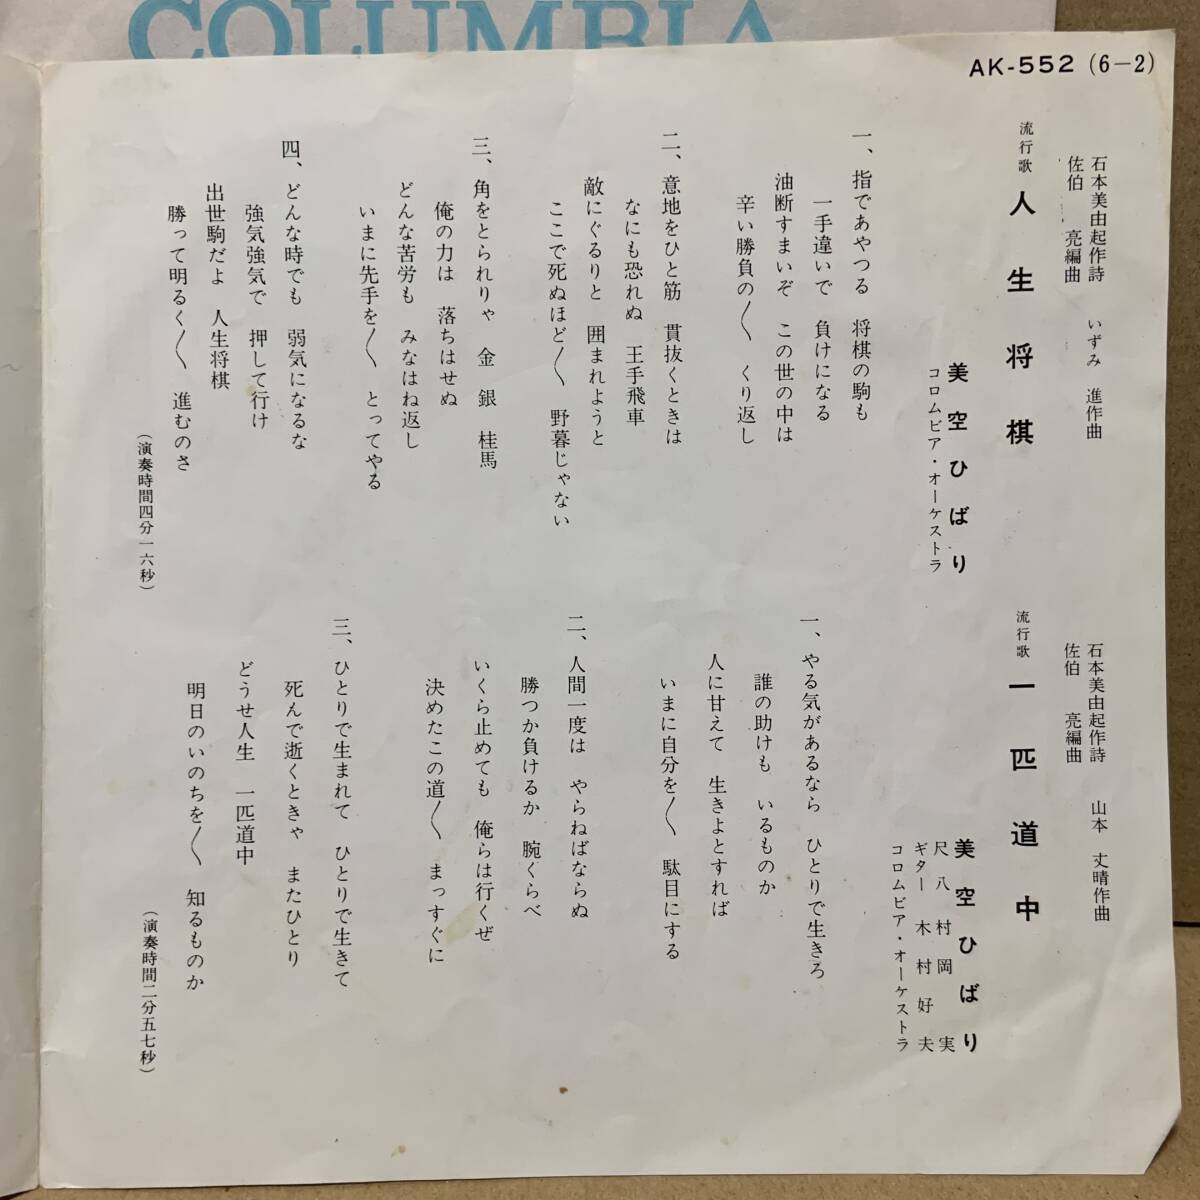 COLUMBIA
AK-552 (6-2)
石本美由起作詩　いずみ　進作曲
佐伯　亮編曲
流行歌　人生将棋
美空ひばり
コロムビア・オーケストラ
一、指であやつる　将棋の駒も
一手違いで　負けになる
油断すまいぞ　この世の中は
辛い勝負の〱　くり返し
二、意地をひと筋　貫抜くときは
なにも恐れぬ　王手飛車
敵にぐるりと　囲まれようと
ここで死ぬほど〱　野暮じゃない
三、角をとられりゃ　金　銀　桂馬
俺の力は　落ちはせぬ
どんな苦労も　みなはね返し
いまに先手を〱　とってやる
四、どんな時でも　弱気になるな
強気強気で　押して行け
出世駒だよ　人生将棋
勝って明るく〱　進むのさ
（演奏時間四分一六秒）
石本美由起作詩　山本　丈晴作曲
佐伯　亮編曲
流行歌　一匹道中
美空ひばり
尺八　村岡　実
ギター　木村好夫
コロムビア・オーケストラ
一、やる気があるなら　ひとりで生きろ
誰の助けも　いるものか
人に甘えて　生きよとすれば
いまに自分を〱　駄目にする
二、人間一度は　やらねばならぬ
勝つか負けるか　腕くらべ
いくら止めても　俺らは行くぜ
決めたこの道〱　まっすぐに
三、ひとりで生まれて　ひとりで生きて
死んで逝くときゃ　またひとり
どうせ人生　一匹道中
明日のいのちを〱　知るものか
（演奏時間二分五七秒）